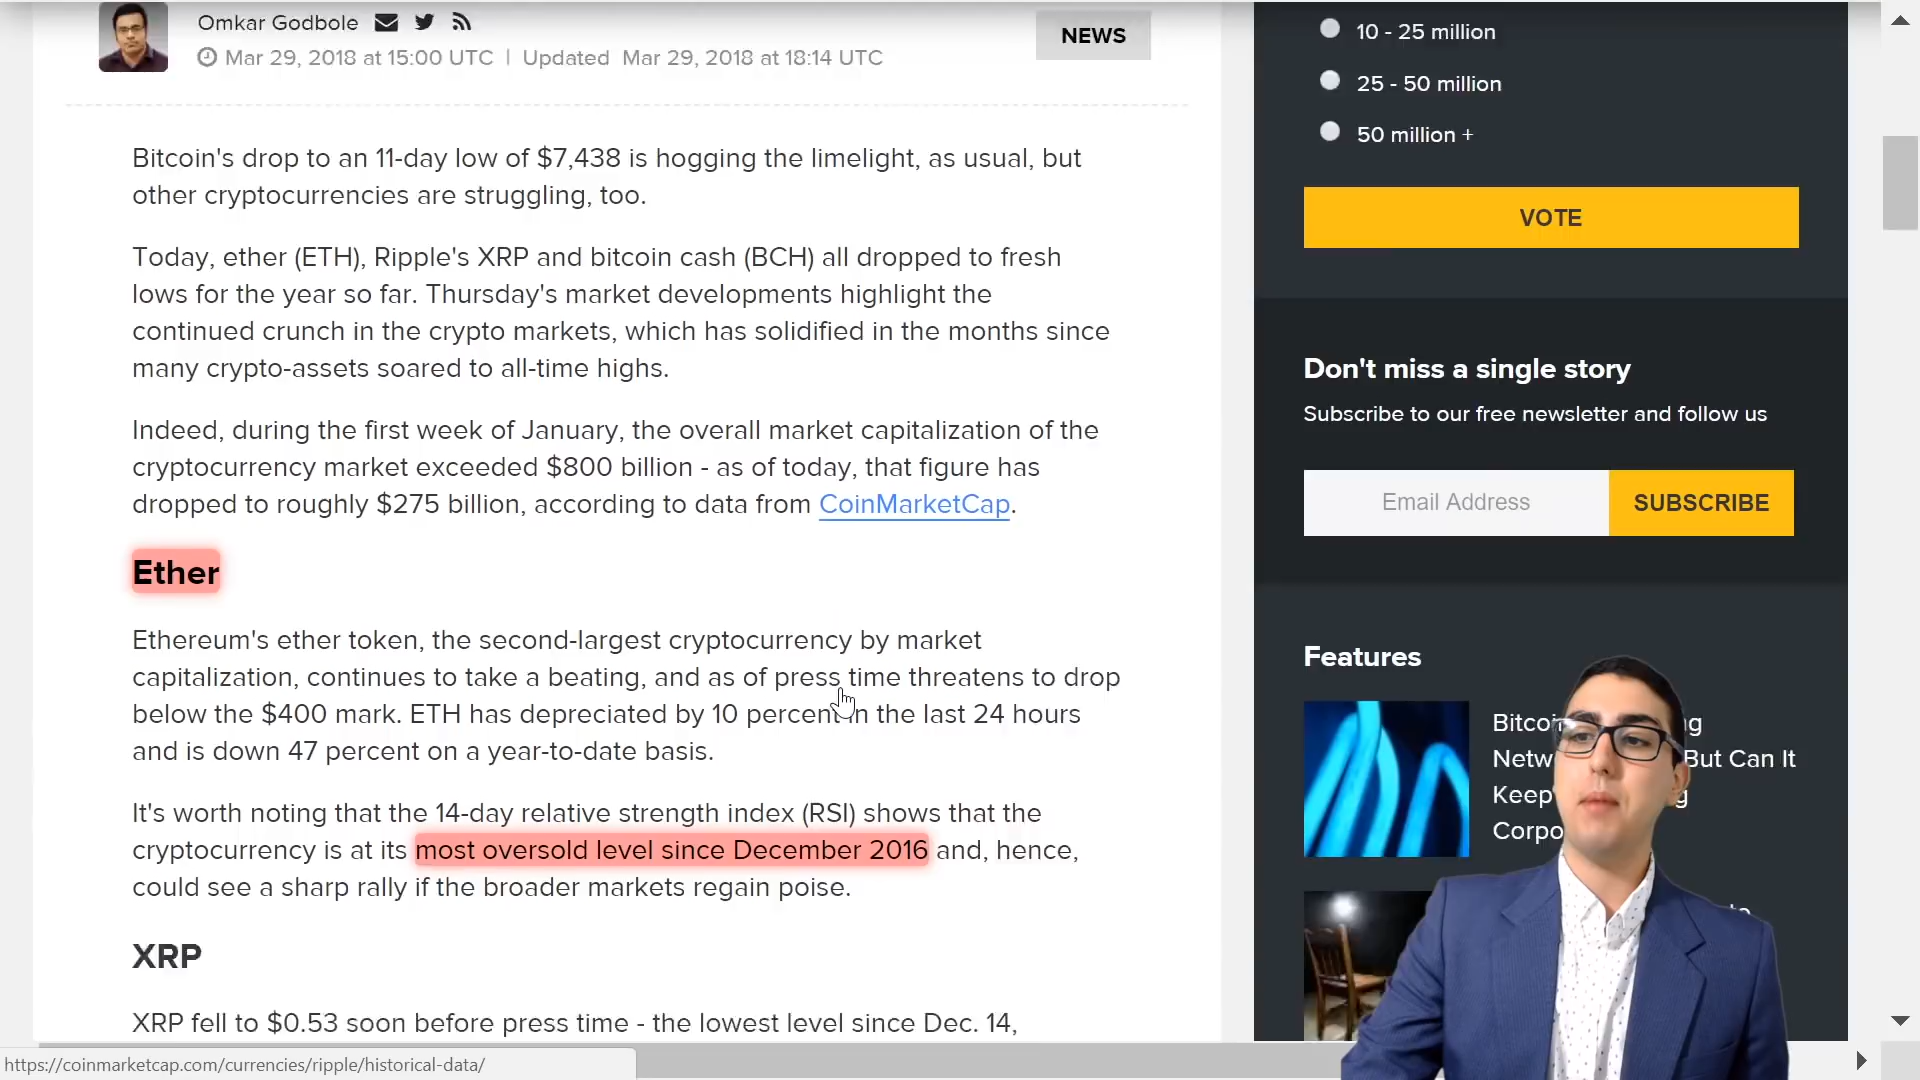 Omkar Godbole
Mar 29, 2018 at 15:00 UTC | Updated Mar 29, 2018 at 18:14 UTC
NEWS
Bitcoin's drop to an 11-day low of $7,438 is hogging the limelight, as usual, but
other cryptocurrencies are struggling, too.
Today, ether (ETH), Ripple's XRP and bitcoin cash (BCH) all dropped to fresh
lows for the year so far. Thursday's market developments highlight the
continued crunch in the crypto markets, which has solidified in the months since
many crypto-assets soared to all-time highs.
Indeed, during the first week of January, the overall market capitalization of the
cryptocurrency market exceeded $800 billion - as of today, that figure has
dropped to roughly $275 billion, according to data from CoinMarketCap.
Ether
Ethereum's ether token, the second-largest cryptocurrency by market
capitalization, continues to take a beating, and as of press time threatens to drop
below the $400 mark. ETH has depreciated by 10 percent in the last 24 hours
and is down 47 percent on a year-to-date basis.
It's worth noting that the 14-day relative strength index (RSI) shows that the
cryptocurrency is at its most oversold level since December 2016 and, hence,
could see a sharp rally if the broader markets regain poise.
XRP
XRP fell to $0.53 soon before press time - the lowest level since Dec. 14,
https://coinmarketcap.com/currencies/ripple/historical-data/
10 - 25 million
25 - 50 million
50 million +
VOTE
Don't miss a single story
Subscribe to our free newsletter and follow us
Email Address
SUBSCRIBE
Features
But Can It
Keep